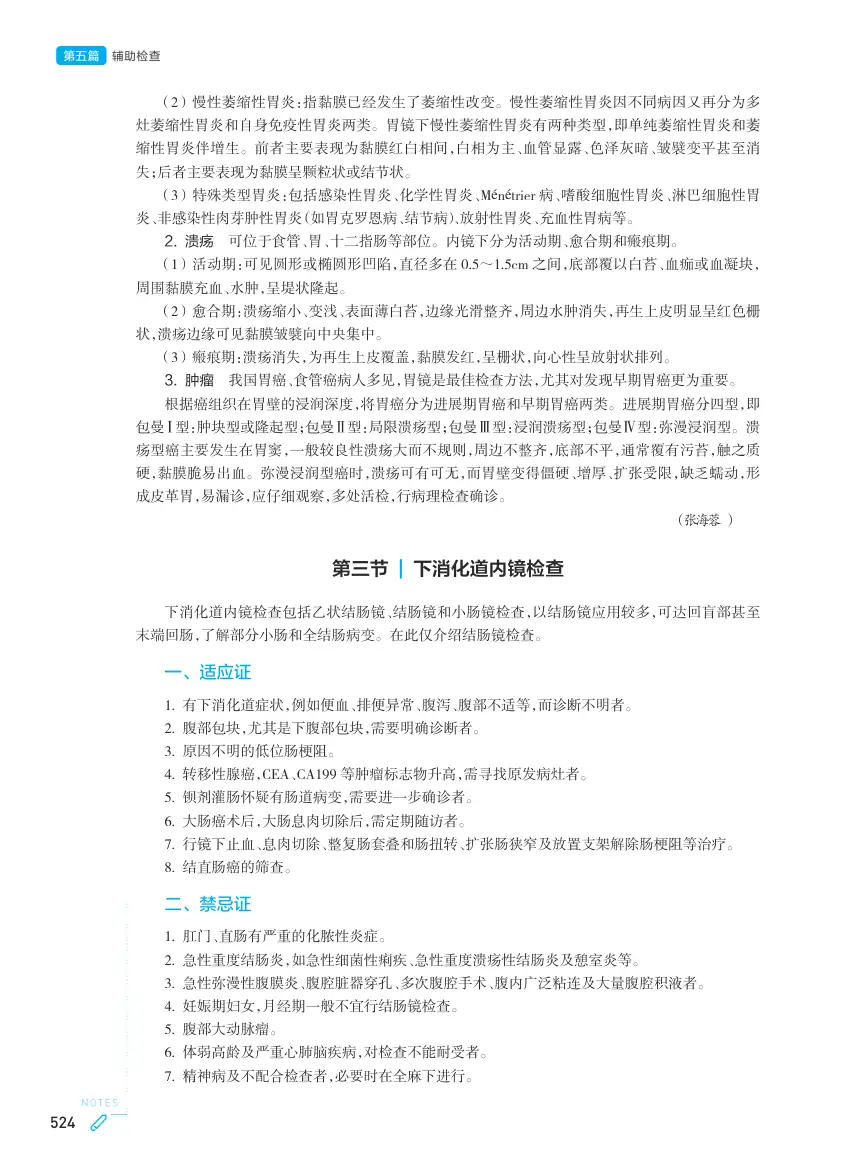 第五篇 辅助检查
（2）慢性萎缩性胃炎：指黏膜已经发生了萎缩性改变。慢性萎缩性胃炎因不同病因又再分为多
灶萎缩性胃炎和自身免疫性胃炎两类。胃镜下慢性萎缩性胃炎有两种类型，即单纯萎缩性胃炎和萎
缩性胃炎伴增生。前者主要表现为黏膜红白相间，白相为主、血管显露、色泽灰暗、皱襞变平甚至消
失；后者主要表现为黏膜呈颗粒状或结节状。
（3）特殊类型胃炎：包括感染性胃炎、化学性胃炎、Ménétrier 病、嗜酸细胞性胃炎、淋巴细胞性胃
炎、非感染性肉芽肿性胃炎（如胃克罗恩病、结节病）、放射性胃炎、充血性胃病等。
2. 溃疡 可位于食管、胃、十二指肠等部位。内镜下分为活动期、愈合期和瘢痕期。
（1）活动期：可见圆形或椭圆形凹陷，直径多在 0.5～1.5cm 之间，底部覆以白苔、血痂或血凝块，
周围黏膜充血、水肿，呈堤状隆起。
（2）愈合期：溃疡缩小、变浅、表面薄白苔，边缘光滑整齐，周边水肿消失，再生上皮明显呈红色栅
状，溃疡边缘可见黏膜皱襞向中央集中。
（3）瘢痕期：溃疡消失，为再生上皮覆盖，黏膜发红，呈栅状，向心性呈放射状排列。
3. 肿瘤 我国胃癌、食管癌病人多见，胃镜是最佳检查方法，尤其对发现早期胃癌更为重要。
根据癌组织在胃壁的浸润深度，将胃癌分为进展期胃癌和早期胃癌两类。进展期胃癌分四型，即
包曼Ⅰ型：肿块型或隆起型；包曼Ⅱ型：局限溃疡型；包曼Ⅲ型：浸润溃疡型；包曼Ⅳ型：弥漫浸润型。溃
疡型癌主要发生在胃窦，一般较良性溃疡大而不规则，周边不整齐，底部不平，通常覆有污苔，触之质
硬，黏膜脆易出血。弥漫浸润型癌时，溃疡可有可无，而胃壁变得僵硬、增厚、扩张受限，缺乏蠕动，形
成皮革胃，易漏诊，应仔细观察，多处活检，行病理检查确诊。
（张海蓉 ）
第三节 | 下消化道内镜检查
下消化道内镜检查包括乙状结肠镜、结肠镜和小肠镜检查，以结肠镜应用较多，可达回盲部甚至
末端回肠，了解部分小肠和全结肠病变。在此仅介绍结肠镜检查。
一、适应证
1. 有下消化道症状，例如便血、排便异常、腹泻、腹部不适等，而诊断不明者。
2. 腹部包块，尤其是下腹部包块，需要明确诊断者。
3. 原因不明的低位肠梗阻。
4. 转移性腺癌，CEA、CA199 等肿瘤标志物升高，需寻找原发病灶者。
5. 钡剂灌肠怀疑有肠道病变，需要进一步确诊者。
6. 大肠癌术后，大肠息肉切除后，需定期随访者。
7. 行镜下止血、息肉切除、整复肠套叠和肠扭转、扩张肠狭窄及放置支架解除肠梗阻等治疗。
8. 结直肠癌的筛查。
二、禁忌证
1. 肛门、直肠有严重的化脓性炎症。
2. 急性重度结肠炎，如急性细菌性痢疾、急性重度溃疡性结肠炎及憩室炎等。
3. 急性弥漫性腹膜炎、腹腔脏器穿孔、多次腹腔手术、腹内广泛粘连及大量腹腔积液者。
4. 妊娠期妇女，月经期一般不宜行结肠镜检查。
5. 腹部大动脉瘤。
6. 体弱高龄及严重心肺脑疾病，对检查不能耐受者。
7. 精神病及不配合检查者，必要时在全麻下进行。
NOTES
524